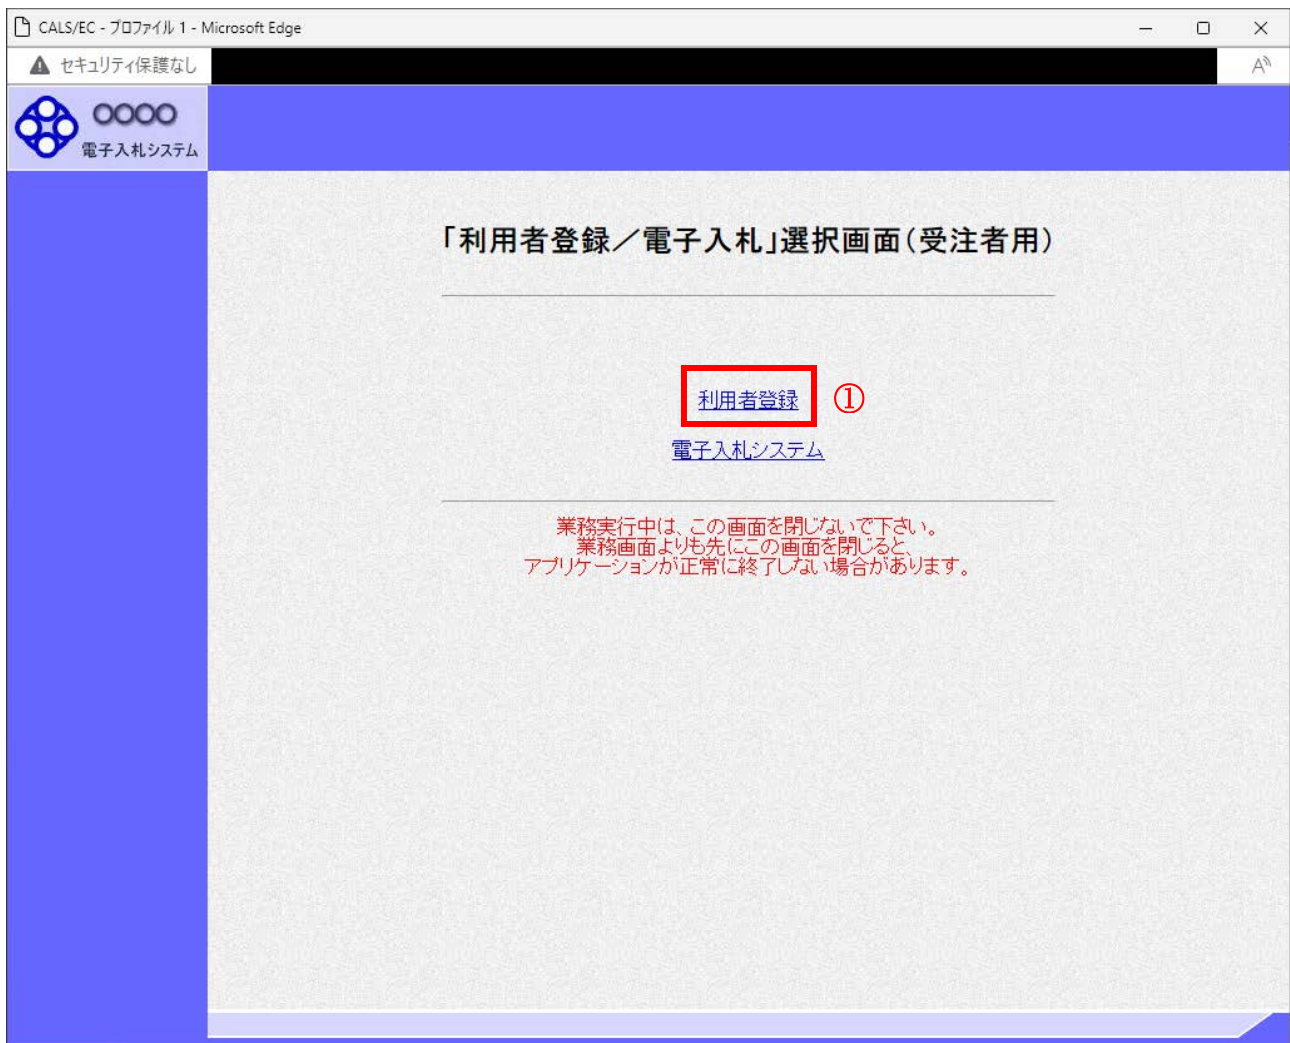 CALS/EC - プロファイル 1 - Microsoft Edge
セキュリティ保護なし
〇〇〇〇
電子入札システム
「利用者登録／電子入札」選択画面(受注者用)
利用者登録 ①
電子入札システム
業務実行中は、この画面を閉じないで下さい。
業務画面よりも先にこの画面を閉じると、
アプリケーションが正常に終了しない場合があります。